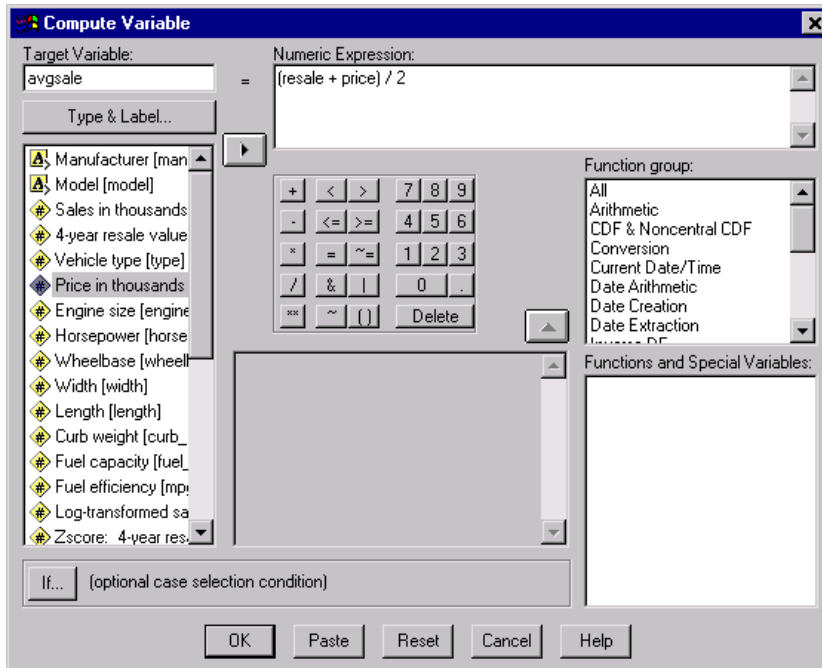 Compute Variable
Target Variable:
avgsale
=
Numeric Expression:
(resale + price) / 2
Type & Label...
Manufacturer [man
Model [model]
Sales in thousands
4-year resale value
Vehicle type [type]
Price in thousands
Engine size [engine
Horsepower [horse
Wheelbase [wheell
Width [width]
Length [length]
Curb weight [curb_
Fuel capacity [fuel_
Fuel efficiency [mp
Log-transformed sa
Zscore: 4-year res
+ < > 7 8 9
- <= >= 4 5 6
* = ~= 1 2 3
/ & | 0 .
** ~ () Delete
Function group:
All
Arithmetic
CDF & Noncentral CDF
Conversion
Current Date/Time
Date Arithmetic
Date Creation
Date Extraction
Inverse DF
Functions and Special Variables:
If... (optional case selection condition)
OK Paste Reset Cancel Help